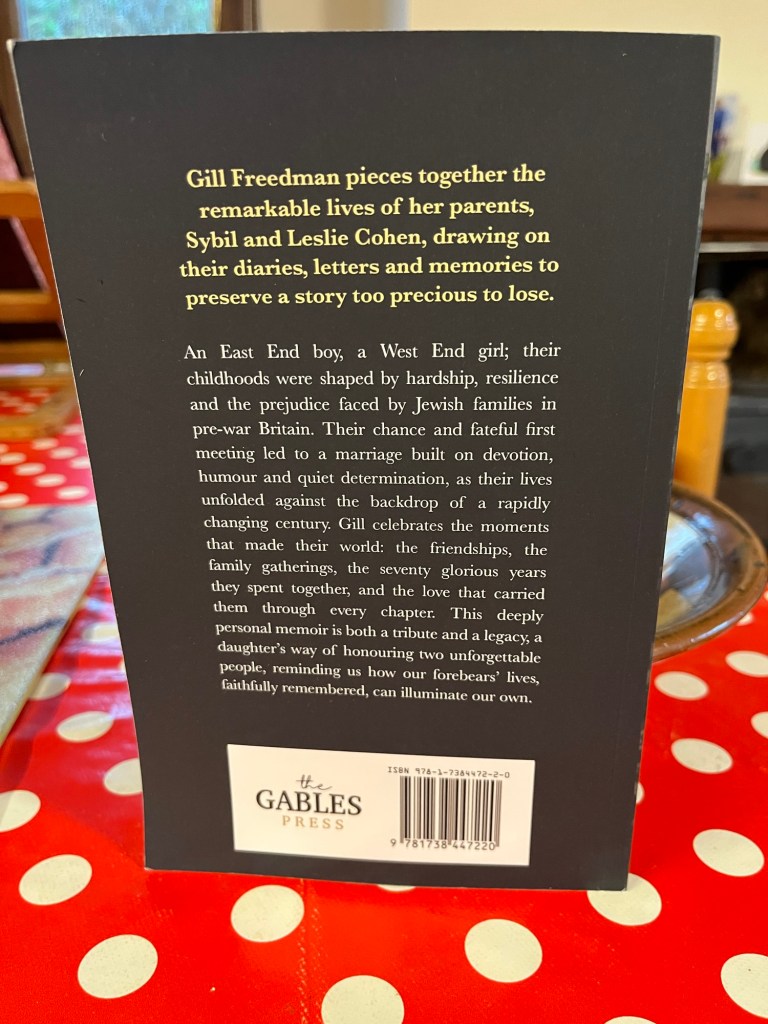 Gill Freedman pieces together the
remarkable lives of her parents,
Sybil and Leslie Cohen, drawing on
their diaries, letters and memories to
preserve a story too precious to lose.
An East End boy, a West End girl; their
childhoods were shaped by hardship, resilience
and the prejudice faced by Jewish families in
pre-war Britain. Their chance and fateful first
meeting led to a marriage built on devotion,
humour and quiet determination, as their lives
unfolded against the backdrop of a rapidly
changing century. Gill celebrates the moments
that made their world: the friendships, the
family gatherings, the seventy glorious years
they spent together, and the love that carried
them through every chapter. This deeply
personal memoir is both a tribute and a legacy, a
daughter's way of honouring two unforgettable
people, reminding us how our forebears' lives,
faithfully remembered, can illuminate our own.
the
GABLES
PRESS
ISBN 978-1-7384472-2-0
9 781738 447220